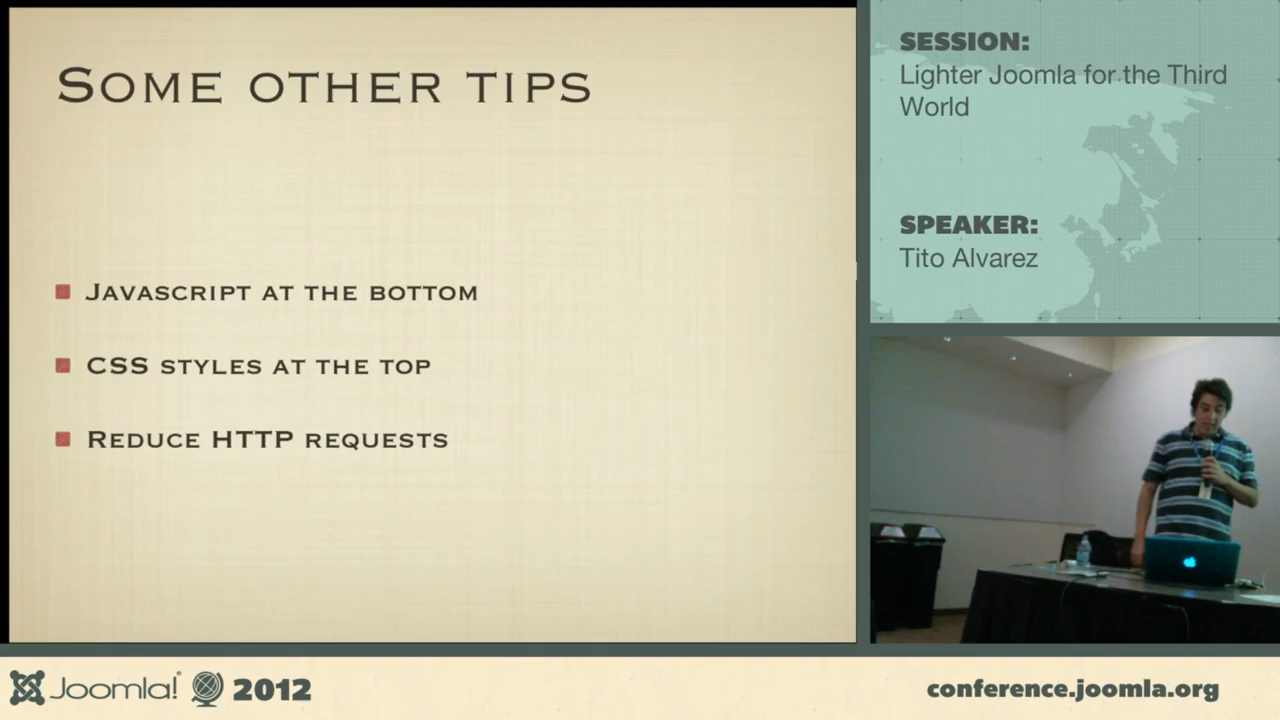 SOME OTHER TIPS
JAVASCRIPT AT THE BOTTOM
CSS STYLES AT THE TOP
REDUCE HTTP REQUESTS
SESSION:
Lighter Joomla for the Third
World
SPEAKER:
Tito Alvarez
Joomla! 2012
conference.joomla.org